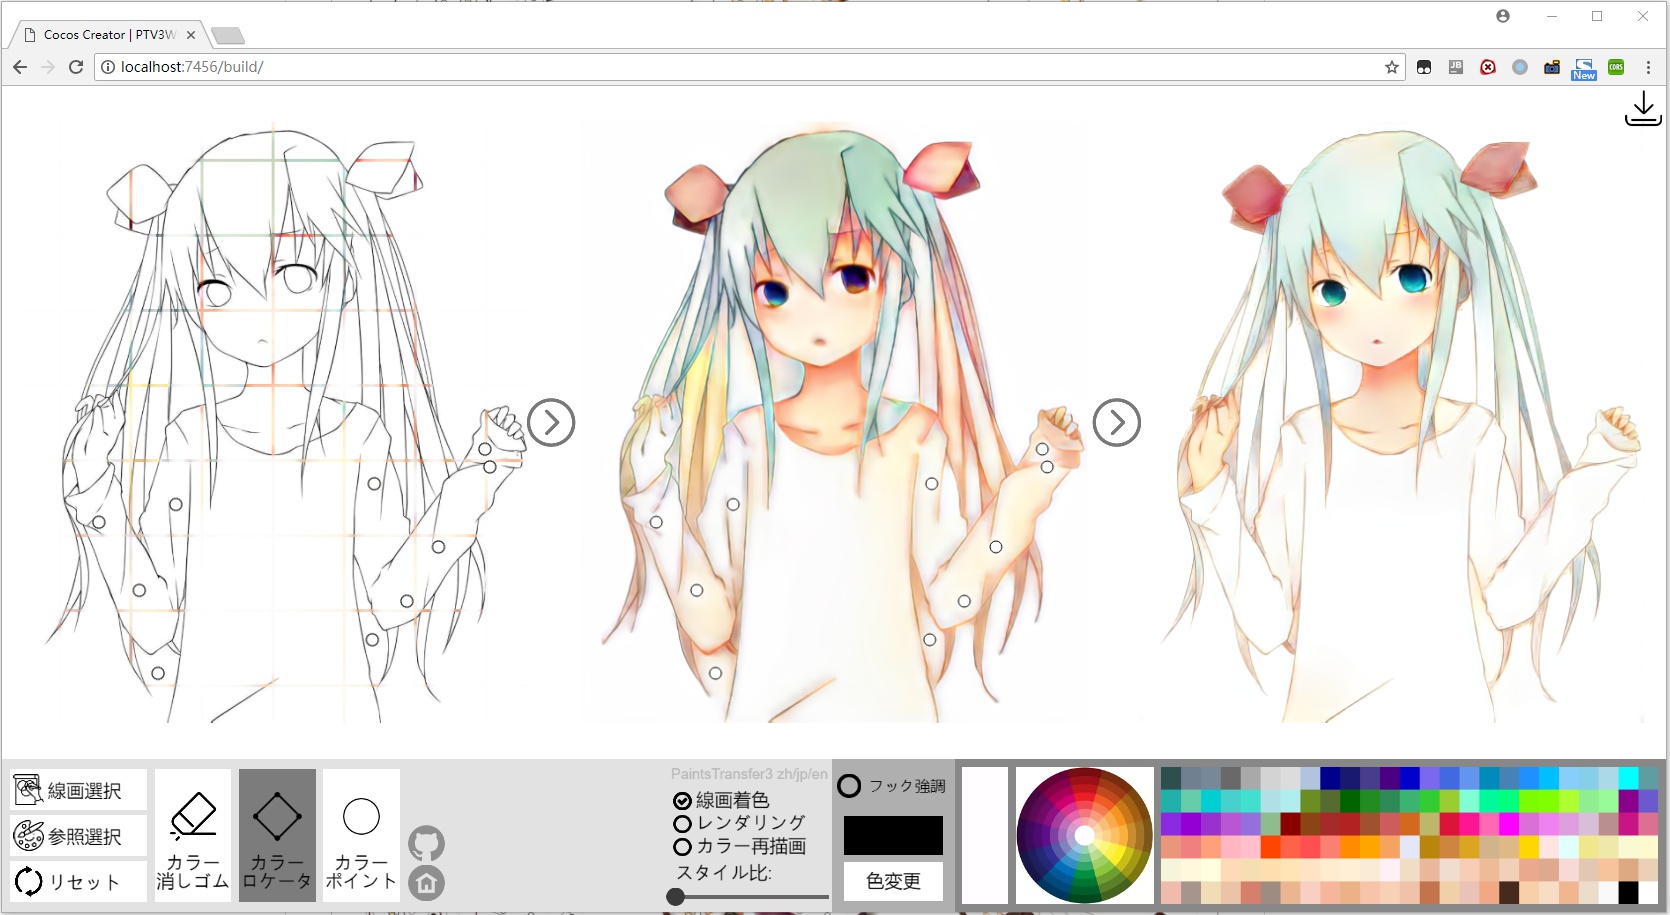 Cocos Creator | PTV3W
localhost:7456/build/
JB
New
CORS
線画選択
参照選択
リセット
カラー
消しゴム
カラー
ロケータ
カラー
ポイント
PaintsTransfer3 zh/jp/en
線画着色
レンダリング
カラー再描画
スタイル比:
フック強調
色変更